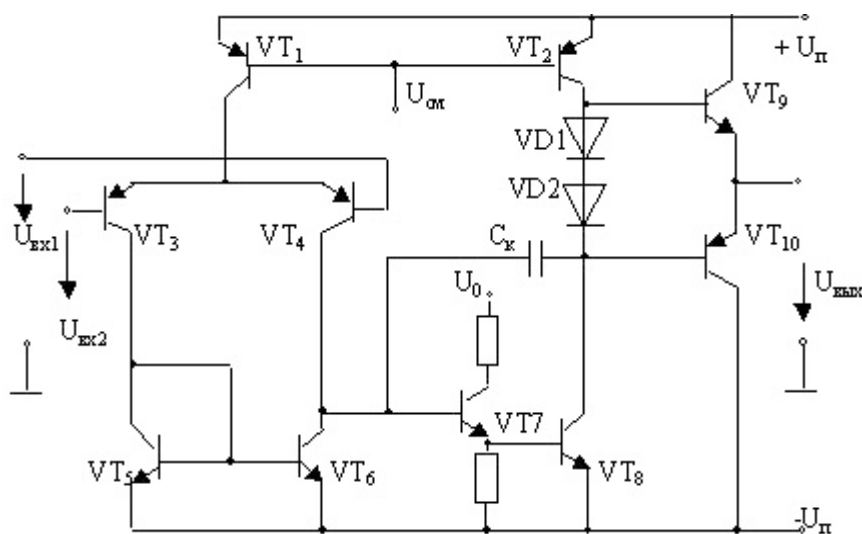 VT1
VT2
+ Uп
Uсм
VT9
VD1
VD2
Uвх1
VT3
VT4
Cк
VT10
Uвх2
U0
Uвых
VT7
VT5
VT6
VT8
-Uп